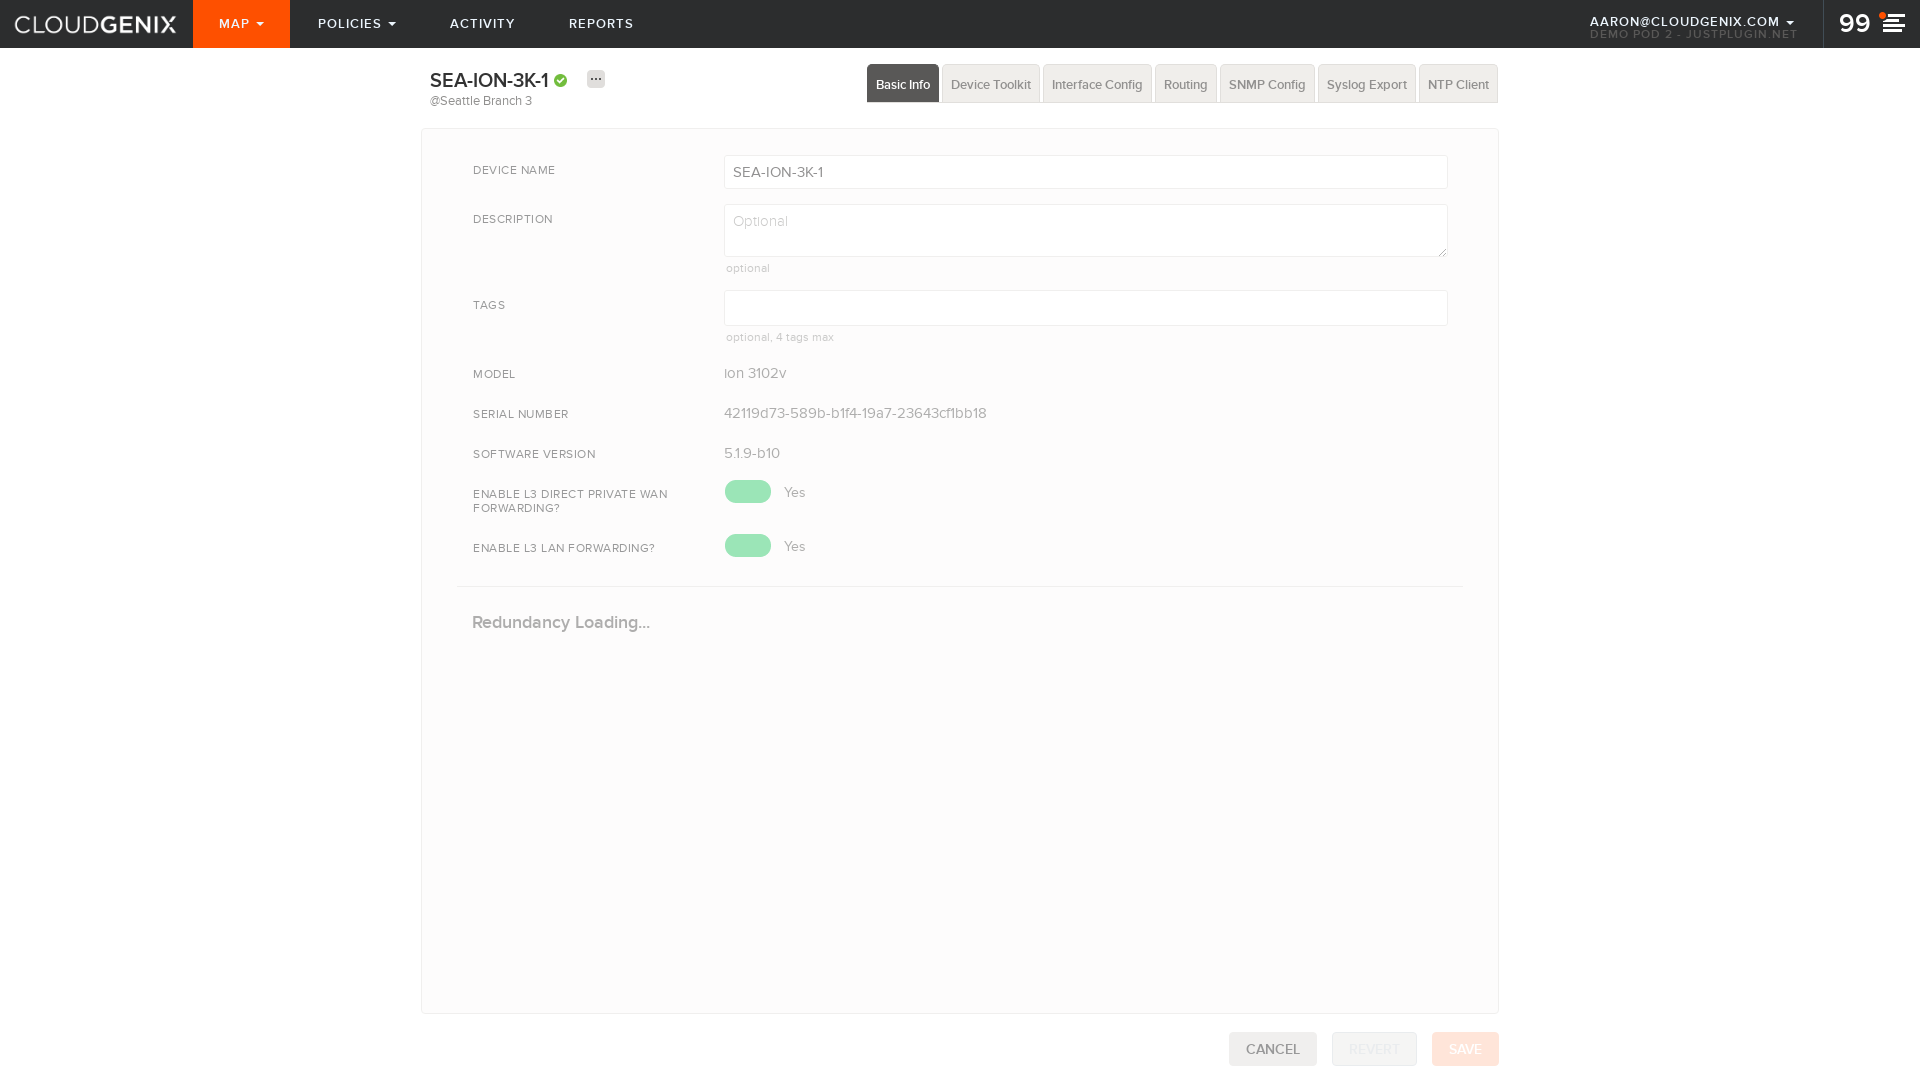 CLOUDGENIX
MAP
POLICIES
ACTIVITY
REPORTS
AARON@CLOUDGENIX.COM
DEMO POD 2 - JUSTPLUGIN.NET
99
SEA-ION-3K-1
@Seattle Branch 3
Basic Info
Device Toolkit
Interface Config
Routing
SNMP Config
Syslog Export
NTP Client
DEVICE NAME
SEA-ION-3K-1
DESCRIPTION
Optional
optional
TAGS
optional, 4 tags max
MODEL
ion 3102v
SERIAL NUMBER
42119d73-589b-b1f4-19a7-23643cf1bb18
SOFTWARE VERSION
5.1.9-b10
ENABLE L3 DIRECT PRIVATE WAN
FORWARDING?
Yes
ENABLE L3 LAN FORWARDING?
Yes
Redundancy Loading...
CANCEL
REVERT
SAVE